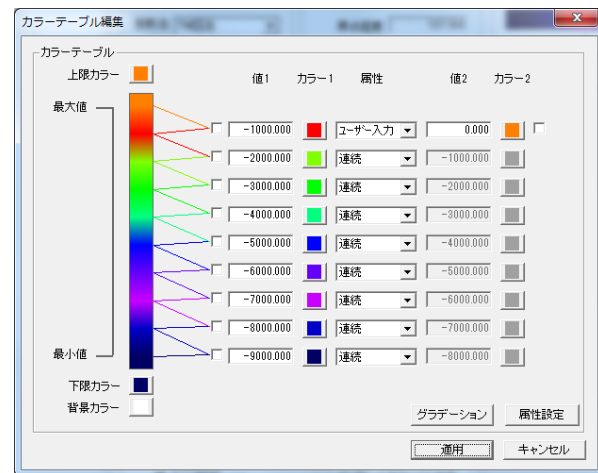 カラーテーブル編集
カラーテーブル
上限カラー
値1 カラー1 属性 値2 カラー2
最大値
-1000.000 ユーザー入力 0.000
-2000.000 連続 -1000.000
-3000.000 連続 -2000.000
-4000.000 連続 -3000.000
-5000.000 連続 -4000.000
-6000.000 連続 -5000.000
-7000.000 連続 -6000.000
-8000.000 連続 -7000.000
最小値 -9000.000 連続 -8000.000
下限カラー
背景カラー
グラデーション 属性設定
適用 キャンセル